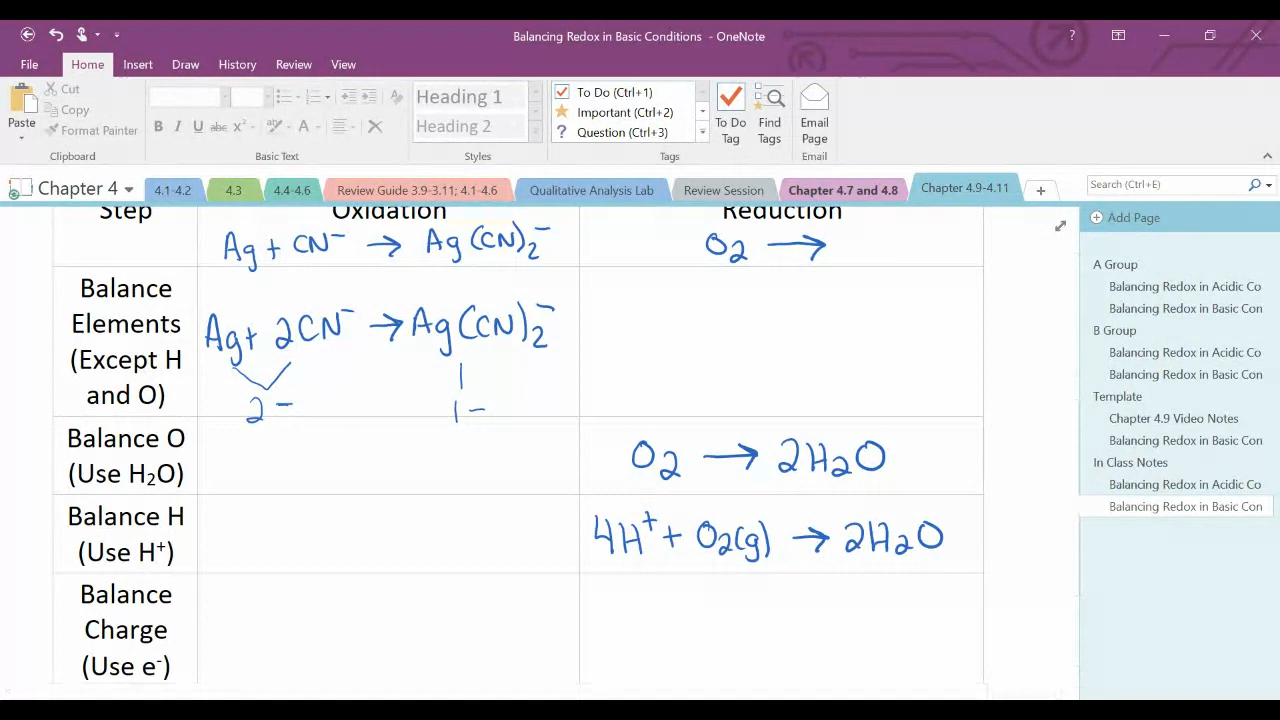 Balancing Redox in Basic Conditions - OneNote
?
File Home Insert Draw History Review View
Paste
Cut
Copy
Format Painter
Clipboard
B I U abc x² A
Basic Text
Heading 1
Heading 2
Styles
To Do (Ctrl+1)
Important (Ctrl+2)
? Question (Ctrl+3)
To Do Tag
Find Tags
Tags
Email Page
Email
Chapter 4
4.1-4.2 4.3 4.4-4.6 Review Guide 3.9-3.11; 4.1-4.6 Qualitative Analysis Lab Review Session Chapter 4.7 and 4.8 Chapter 4.9-4.11 +
Search (Ctrl+E)
Step Oxidation Reduction
Ag + CN⁻ → Ag(CN)₂⁻
O₂ →
Balance
Elements
(Except H
and O)
Ag + 2CN⁻ → Ag(CN)₂⁻
2- 1-
Balance O
(Use H₂O)
O₂ → 2H₂O
Balance H
(Use H⁺)
4H⁺ + O₂(g) → 2H₂O
Balance
Charge
(Use e⁻)
Add Page
A Group
Balancing Redox in Acidic Co
Balancing Redox in Basic Con
B Group
Balancing Redox in Acidic Co
Balancing Redox in Basic Con
Template
Chapter 4.9 Video Notes
Balancing Redox in Basic Con
In Class Notes
Balancing Redox in Acidic Co
Balancing Redox in Basic Con